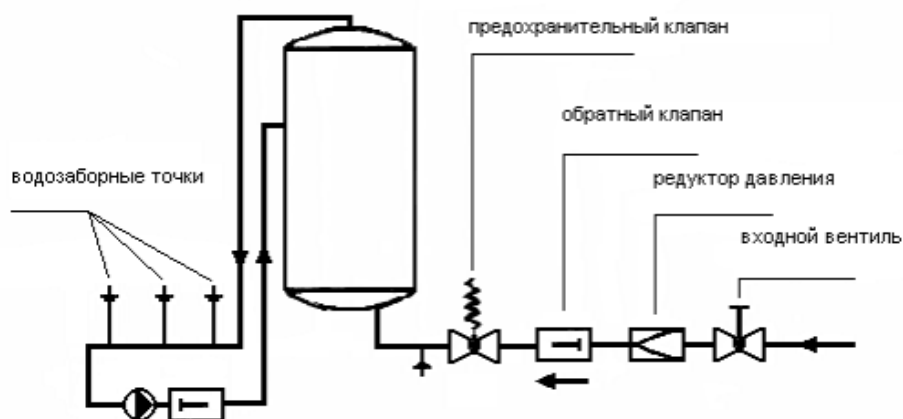 предохранительный клапан
обратный клапан
редуктор давления
водозаборные точки
входной вентиль